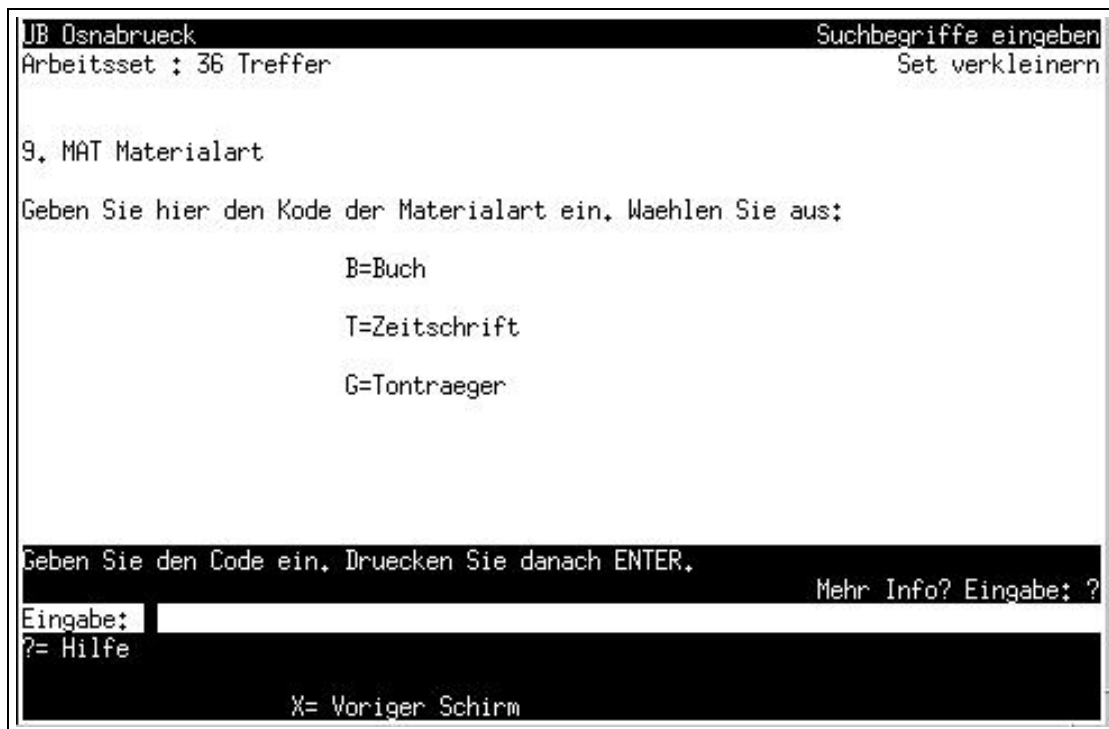 UB Osnabrueck Suchbegriffe eingeben
Arbeitsset : 36 Treffer Set verkleinern
9. MAT Materialart
Geben Sie hier den Kode der Materialart ein. Waehlen Sie aus:
B=Buch
T=Zeitschrift
G=Tontraeger
Geben Sie den Code ein. Druecken Sie danach ENTER.
Mehr Info? Eingabe: ?
Eingabe:
?= Hilfe
X= Voriger Schirm